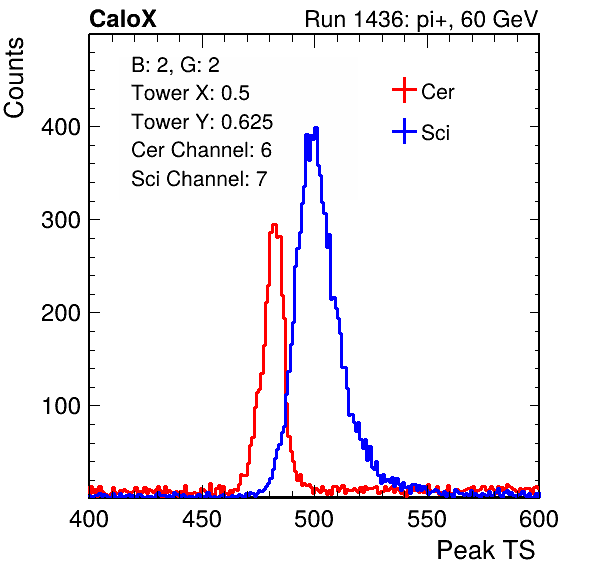 CaloX
Run 1436: pi+, 60 GeV
Counts
B: 2, G: 2
Tower X: 0.5
Tower Y: 0.625
Cer Channel: 6
Sci Channel: 7
Cer
Sci
400
300
200
100
400 450 500 550 600
Peak TS